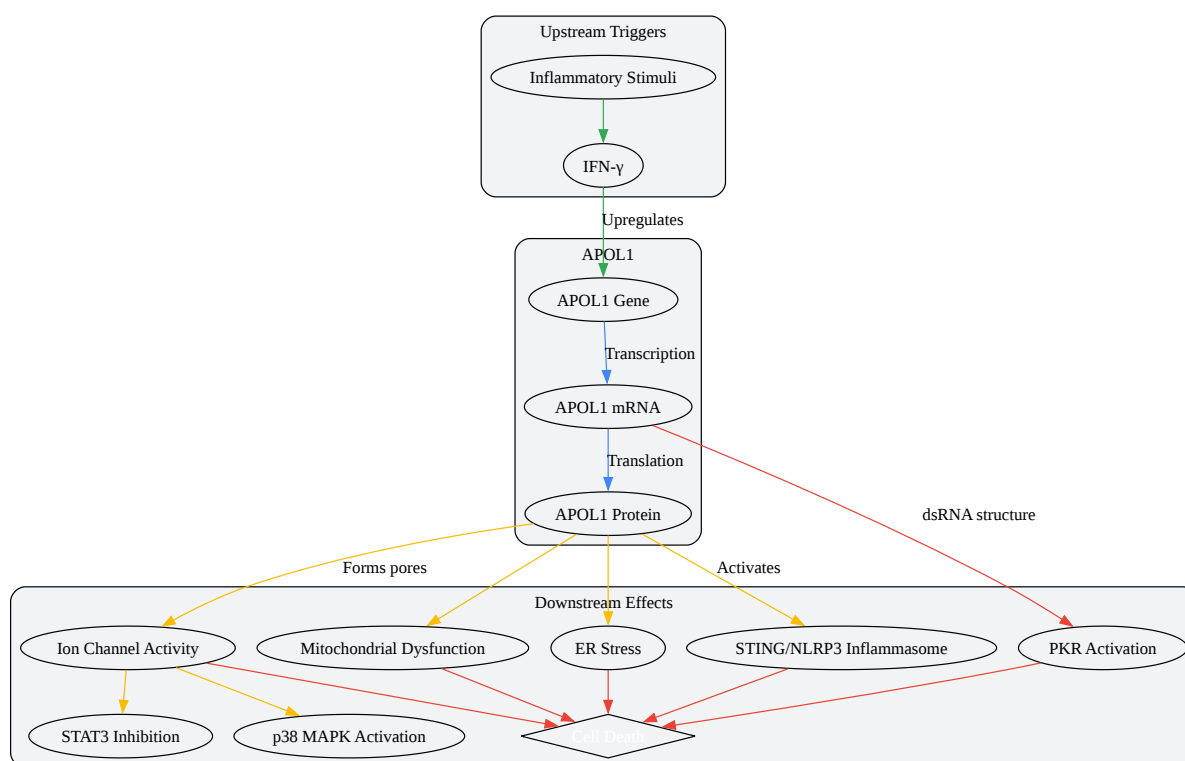 Upstream Triggers
Inflammatory Stimuli
IFN-γ
Upregulates
APOL1
APOL1 Gene
Transcription
APOL1 mRNA
Translation
APOL1 Protein
dsRNA structure
Forms pores
Activates
Downstream Effects
Ion Channel Activity
Mitochondrial Dysfunction
ER Stress
STING/NLRP3 Inflammasome
PKR Activation
STAT3 Inhibition
p38 MAPK Activation
Cell Death